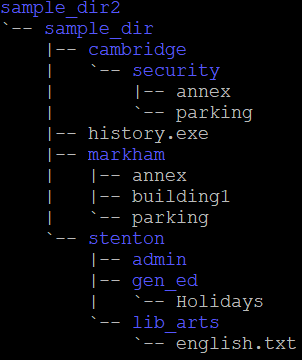 sample_dir2
`-- sample_dir
    |-- cambridge
    |   `-- security
    |       |-- annex
    |       `-- parking
    |-- history.exe
    |-- markham
    |   |-- annex
    |   |-- building1
    |   `-- parking
    `-- stenton
        |-- admin
        |-- gen_ed
        |   `-- Holidays
        `-- lib_arts
            `-- english.txt